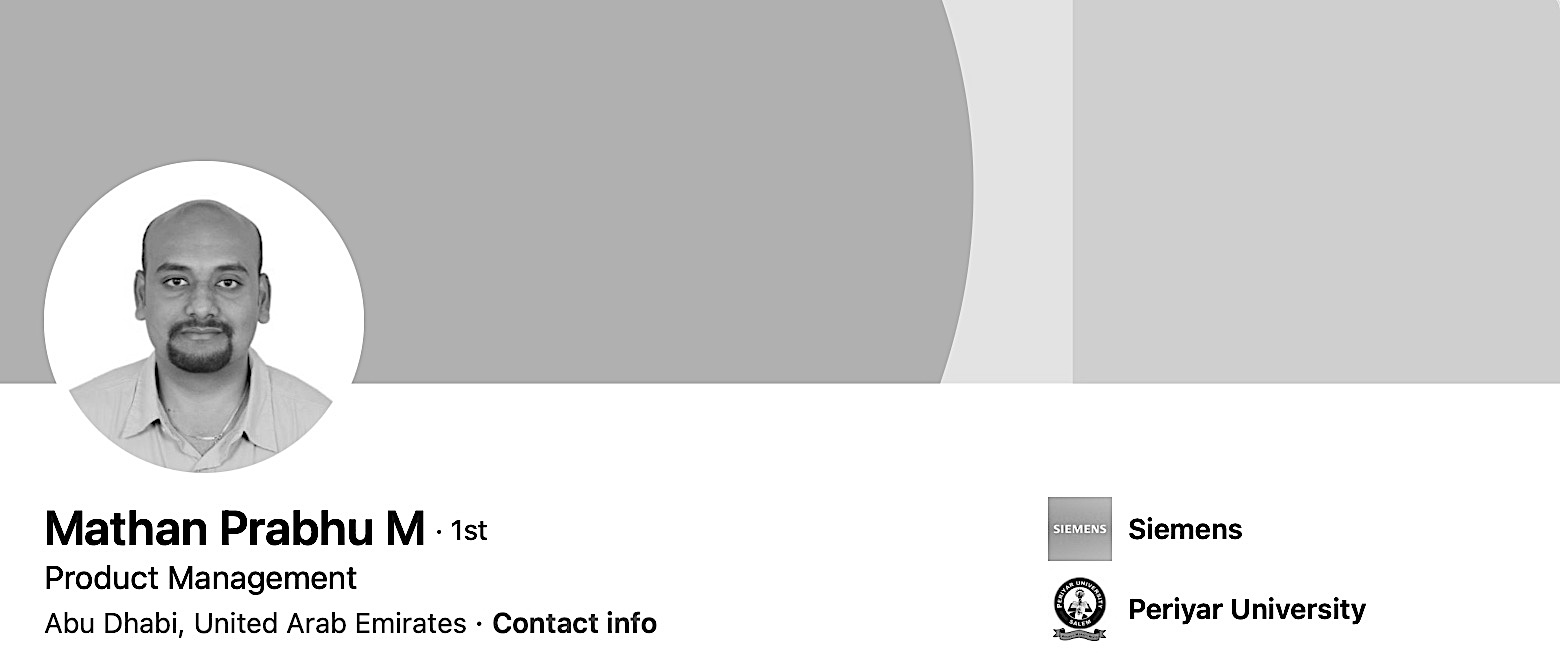 Mathan Prabhu M · 1st
Product Management
Abu Dhabi, United Arab Emirates · Contact info
SIEMENS
Siemens
PERIYAR UNIVERSITY
SALEM
Periyar University